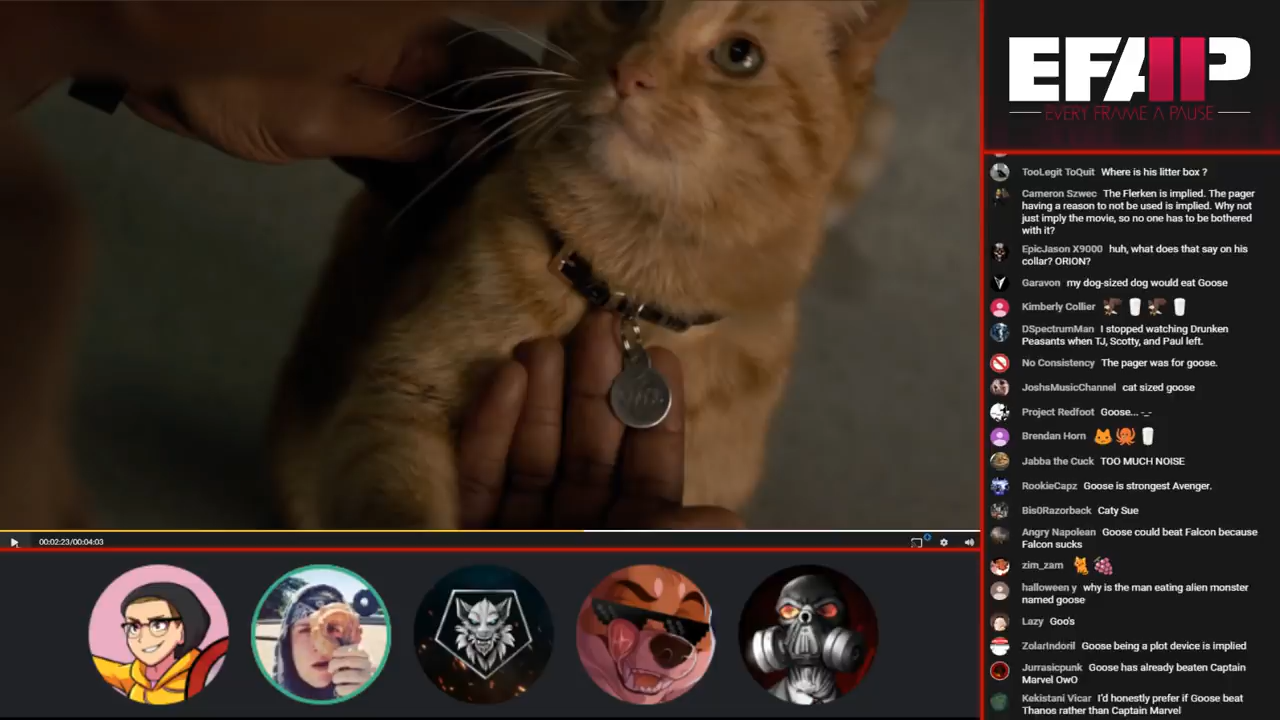 EFAP
EVERY FRAME A PAUSE
TooLegit ToQuit Where is his litter box ?
Cameron Szwec The Flerken is implied. The pager
having a reason to not be used is implied. Why not
just imply the movie, so no one has to be bothered
with it?
EpicJason X9000 huh, what does that say on his
collar? ORION?
Garavon my dog-sized dog would eat Goose
Kimberly Collier
DSpectrumMan I stopped watching Drunken
Peasants when TJ, Scotty, and Paul left.
No Consistency The pager was for goose.
JoshsMusicChannel cat sized goose
Project Redfoot Goose... -_-
Brendan Horn
Jabba the Cuck TOO MUCH NOISE
RookieCapz Goose is strongest Avenger.
Bis0Razorback Caty Sue
Angry Napolean Goose could beat Falcon because
Falcon sucks
zim_zam
halloween y why is the man eating alien monster
named goose
Lazy Goo's
ZolarIndoril Goose being a plot device is implied
Jurrasicpunk Goose has already beaten Captain
Marvel OwO
Kekistani Vicar I'd honestly prefer if Goose beat
Thanos rather than Captain Marvel
00:02:23/00:04:03